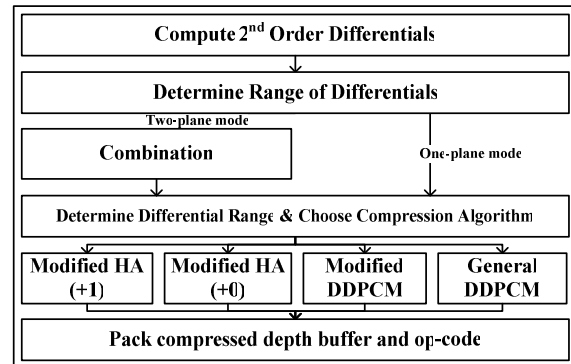 Compute 2nd Order Differentials
Determine Range of Differentials
Two-plane mode
Combination
One-plane mode
Determine Differential Range & Choose Compression Algorithm
Modified HA
(+1)
Modified HA
(+0)
Modified
DDPCM
General
DDPCM
Pack compressed depth buffer and op-code